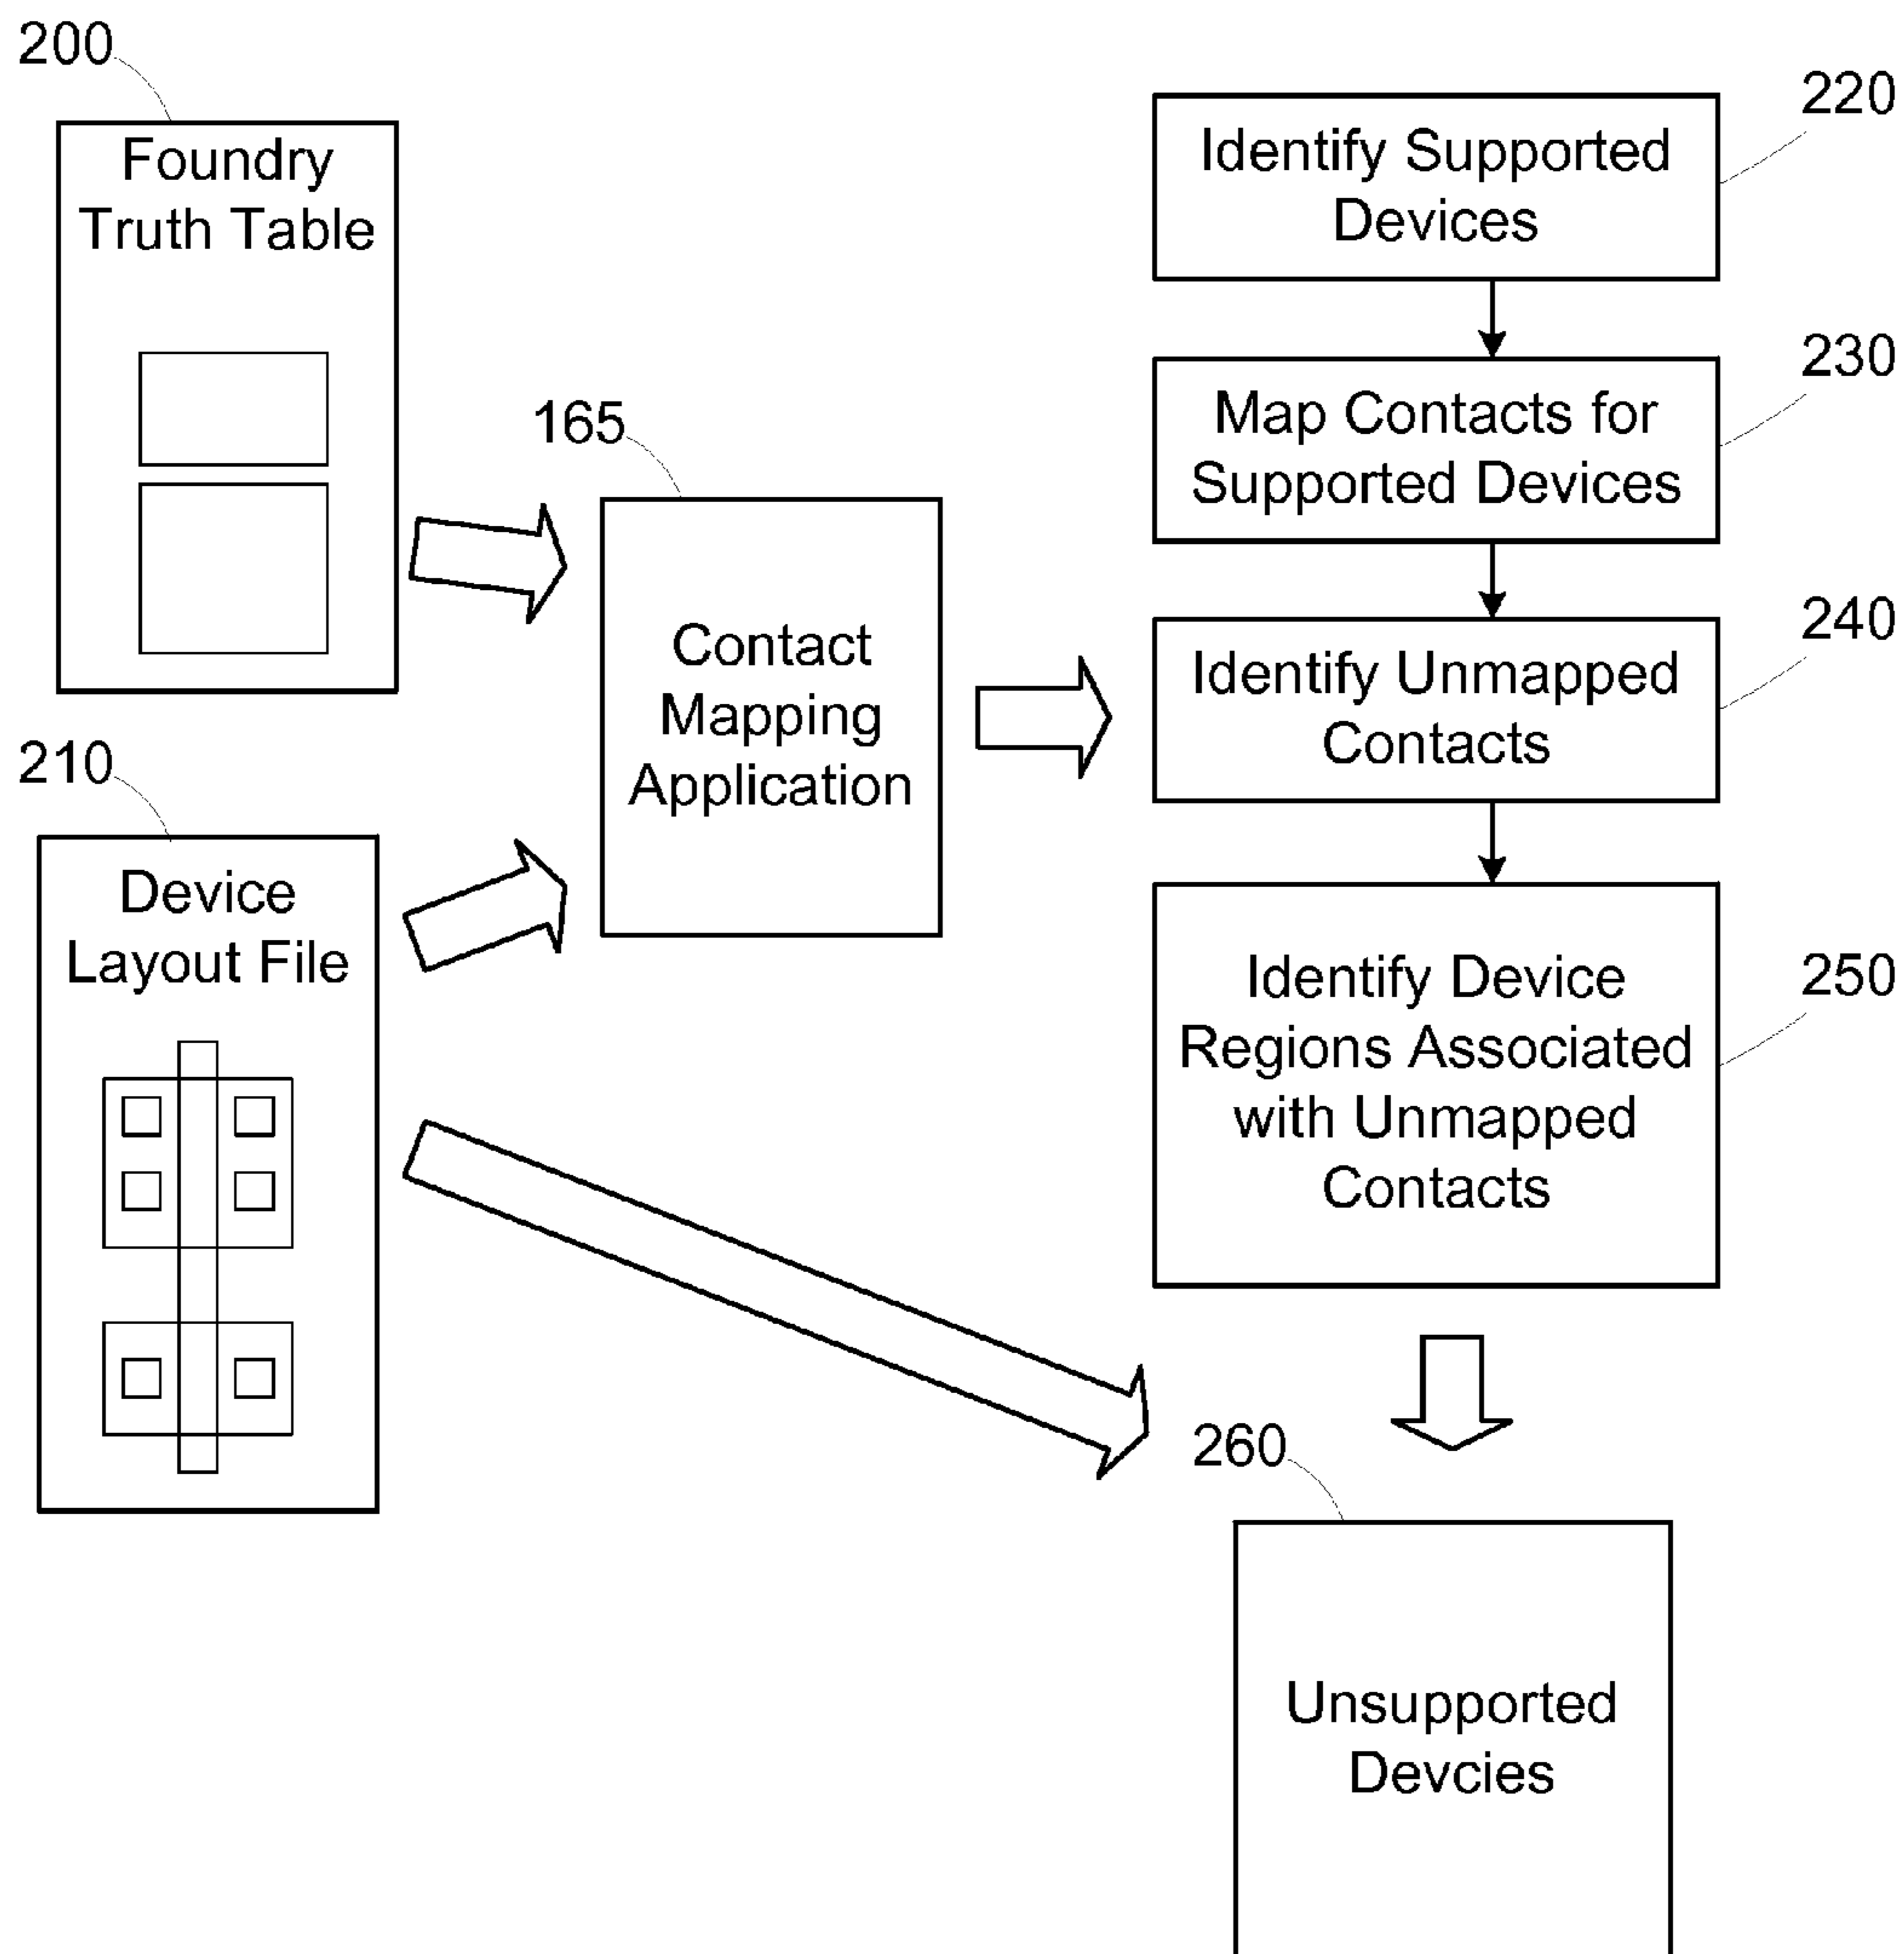 200
Foundry
Truth Table
165
Contact
Mapping
Application
210
Device
Layout File
220
Identify Supported
Devices
230
Map Contacts for
Supported Devices
240
Identify Unmapped
Contacts
250
Identify Device
Regions Associated
with Unmapped
Contacts
260
Unsupported
Devcies